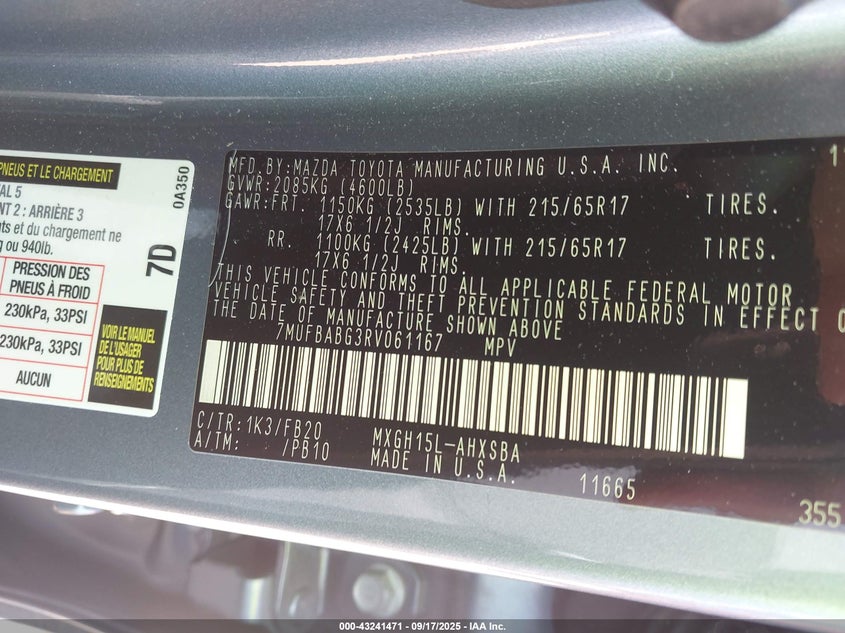 PNEUS ET LE CHARGEMENT
AL 5
NT 2 : ARRIÈRE 3
ts et du chargement ne
g ou 940lb.
PRESSION DES
PNEUS À FROID
230kPa, 33PSI
230kPa, 33PSI
AUCUN
0A350
7D
VOIR LE MANUEL
DE L'USAGER
POUR PLUS DE
RENSEIGNEMENTS
MFD.BY:MAZDA TOYOTA MANUFACTURING U.S.A. INC.
GVWR:2085KG (4600LB)
GAWR:FRT. 1150KG (2535LB) WITH 215/65R17 TIRES.
17X6 1/2J RIMS.
RR. 1100KG (2425LB) WITH 215/65R17 TIRES.
17X6 1/2J RIMS.
THIS VEHICLE CONFORMS TO ALL APPLICABLE FEDERAL MOTOR
VEHICLE SAFETY AND THEFT PREVENTION STANDARDS IN EFFECT O
THE DATE OF MANUFACTURE SHOWN ABOVE
7MUFBABG3RV061167 MPV
C/TR:1K3/FB20 MXGH15L-AHXSBA
A/TM: /PB10 MADE IN U.S.A.
11665
11
355
000-43241471 - 09/17/2025 - IAA Inc.